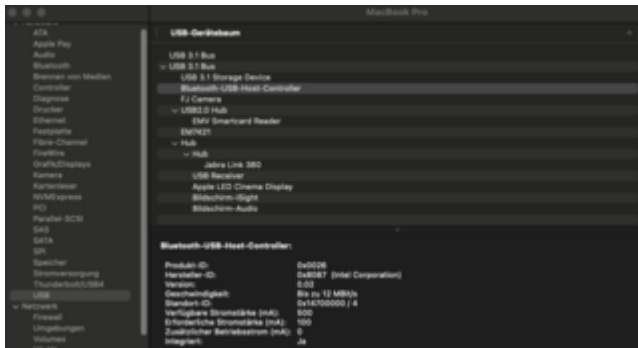 MacBook Pro
ATA
Apple Pay
Audio
Bluetooth
Brennen von Medien
Controller
Diagnose
Drucker
Ethernet
Festplatte
Fibre-Channel
FireWire
Grafik/Displays
Kamera
Kartenleser
NVMExpress
PCI
Parallel-SCSI
SAS
SATA
SPI
Speicher
Stromversorgung
Thunderbolt/USB4
USB
Netzwerk
Firewall
Umgebungen
Volumes
USB-Gerätebaum
USB 3.1 Bus
USB 3.1 Bus
USB 3.1 Storage Device
Bluetooth-USB-Host-Controller
FJ Camera
USB2.0 Hub
EMV Smartcard Reader
EM7421
Hub
Hub
Jabra Link 380
USB Receiver
Apple LED Cinema Display
Bildschirm-iSight
Bildschirm-Audio
Bluetooth-USB-Host-Controller:
Produkt-ID: 0x0026
Hersteller-ID: 0x8087 (Intel Corporation)
Version: 0.02
Geschwindigkeit: Bis zu 12 MBit/s
Standort-ID: 0x14700000 / 4
Verfügbare Stromstärke (mA): 500
Erforderliche Stromstärke (mA): 100
Zusätzlicher Betriebsstrom (mA): 0
Integriert: Ja